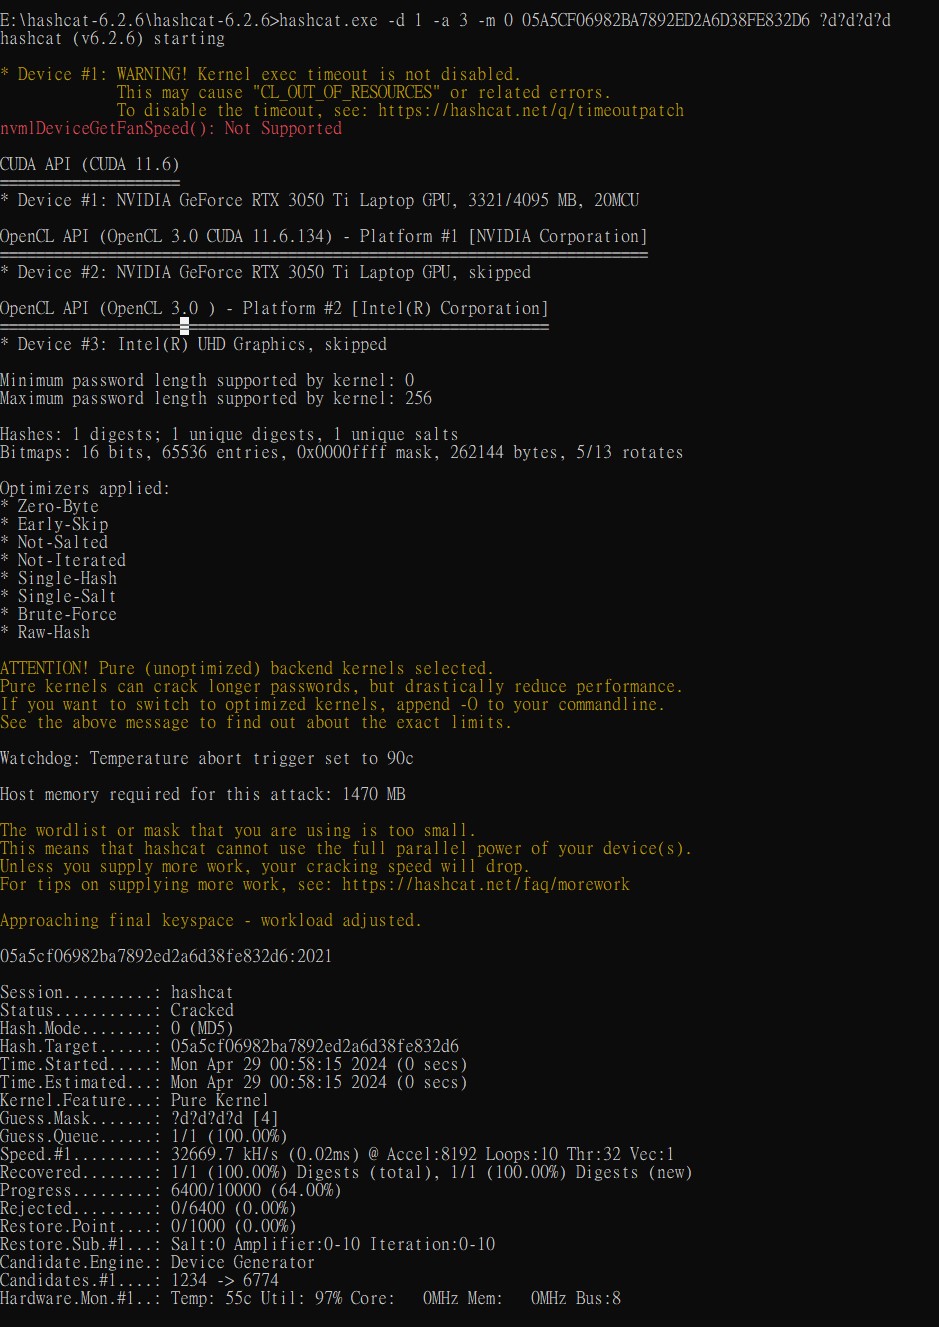 E:\hashcat-6.2.6\hashcat-6.2.6>hashcat.exe -d 1 -a 3 -m 0 05A5CF06982BA7892ED2A6D38FE832D6 ?d?d?d?d
hashcat (v6.2.6) starting
* Device #1: WARNING! Kernel exec timeout is not disabled.
This may cause "CL_OUT_OF_RESOURCES" or related errors.
To disable the timeout, see: https://hashcat.net/q/timeoutpatch
nvmlDeviceGetFanSpeed(): Not Supported
CUDA API (CUDA 11.6)
====================
* Device #1: NVIDIA GeForce RTX 3050 Ti Laptop GPU, 3321/4095 MB, 20MCU
OpenCL API (OpenCL 3.0 CUDA 11.6.134) - Platform #1 [NVIDIA Corporation]
========================================================================
* Device #2: NVIDIA GeForce RTX 3050 Ti Laptop GPU, skipped
OpenCL API (OpenCL 3.0 ) - Platform #2 [Intel(R) Corporation]
=============================================================
* Device #3: Intel(R) UHD Graphics, skipped
Minimum password length supported by kernel: 0
Maximum password length supported by kernel: 256
Hashes: 1 digests; 1 unique digests, 1 unique salts
Bitmaps: 16 bits, 65536 entries, 0x0000ffff mask, 262144 bytes, 5/13 rotates
Optimizers applied:
* Zero-Byte
* Early-Skip
* Not-Salted
* Not-Iterated
* Single-Hash
* Single-Salt
* Brute-Force
* Raw-Hash
ATTENTION! Pure (unoptimized) backend kernels selected.
Pure kernels can crack longer passwords, but drastically reduce performance.
If you want to switch to optimized kernels, append -O to your commandline.
See the above message to find out about the exact limits.
Watchdog: Temperature abort trigger set to 90c
Host memory required for this attack: 1470 MB
The wordlist or mask that you are using is too small.
This means that hashcat cannot use the full parallel power of your device(s).
Unless you supply more work, your cracking speed will drop.
For tips on supplying more work, see: https://hashcat.net/faq/morework
Approaching final keyspace - workload adjusted.
05a5cf06982ba7892ed2a6d38fe832d6:2021
Session..........: hashcat
Status...........: Cracked
Hash.Mode........: 0 (MD5)
Hash.Target......: 05a5cf06982ba7892ed2a6d38fe832d6
Time.Started.....: Mon Apr 29 00:58:15 2024 (0 secs)
Time.Estimated...: Mon Apr 29 00:58:15 2024 (0 secs)
Kernel.Feature...: Pure Kernel
Guess.Mask.......: ?d?d?d?d [4]
Guess.Queue......: 1/1 (100.00%)
Speed.#1.........: 32669.7 kH/s (0.02ms) @ Accel:8192 Loops:10 Thr:32 Vec:1
Recovered........: 1/1 (100.00%) Digests (total), 1/1 (100.00%) Digests (new)
Progress.........: 6400/10000 (64.00%)
Rejected.........: 0/6400 (0.00%)
Restore.Point....: 0/1000 (0.00%)
Restore.Sub.#1...: Salt:0 Amplifier:0-10 Iteration:0-10
Candidate.Engine.: Device Generator
Candidates.#1....: 1234 -> 6774
Hardware.Mon.#1..: Temp: 55c Util: 97% Core:   0MHz Mem:   0MHz Bus:8